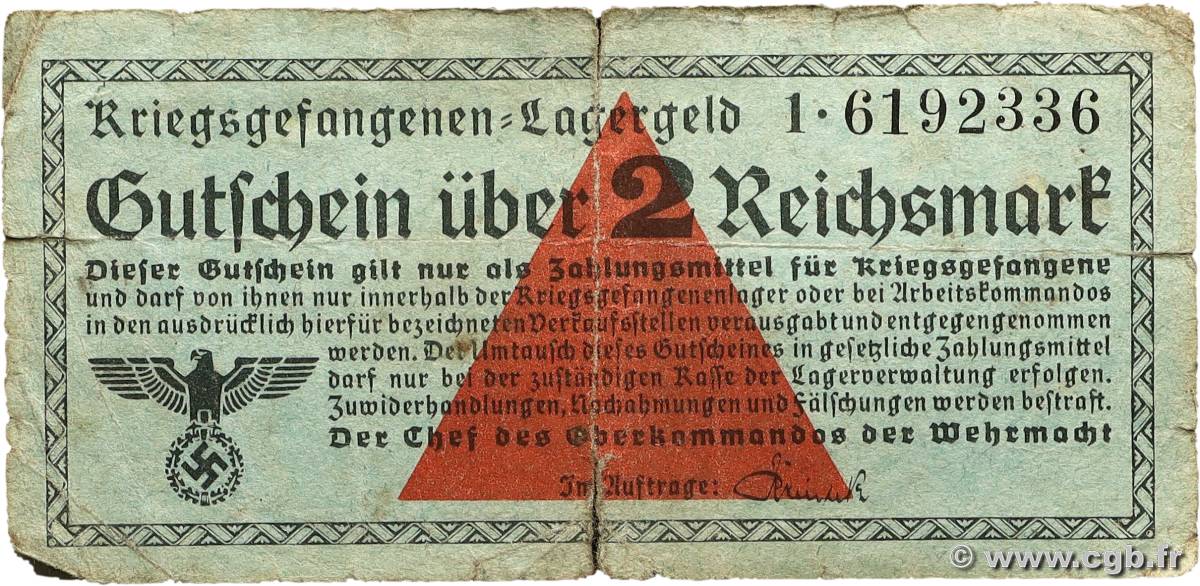 Kriegsgefangenen-Lagergeld 1·6192336
Gutschein über 2 Reichsmark
Dieser Gutschein gilt nur als Zahlungsmittel für Kriegsgefangene
und darf von ihnen nur innerhalb der Kriegsgefangenenlager oder bei Arbeitskommandos
in den ausdrücklich hierfür bezeichneten Verkaufsstellen verausgabt und entgegengenommen
werden. Der Umtausch dieses Gutscheines in gesetzliche Zahlungsmittel
darf nur bei der zuständigen Kasse der Lagerverwaltung erfolgen.
Zuwiderhandlungen, Nachahmungen und Fälschungen werden bestraft.
Der Chef des Oberkommandos der Wehrmacht
Im Auftrage:
© www.cgb.fr